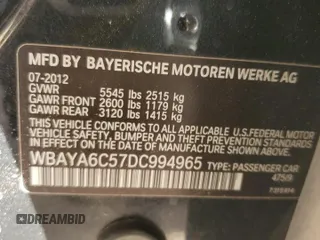 MFD BY BAYERISCHE MOTOREN WERKE AG
07-2012
GVWR 5545 lbs 2515 kg
GAWR FRONT 2600 lbs 1179 kg
GAWR REAR 3120 lbs 1415 kg
THIS VEHICLE CONFORMS TO ALL APPLICABLE U.S. FEDERAL MOTOR
VEHICLE SAFETY, BUMPER, AND THEFT PREVENTION STANDARDS
IN EFFECT ON THE DATE OF MANUFACTURE SHOWN ABOVE.
WBAYA6C57DC994965 TYPE: PASSENGER CAR
WEBABID